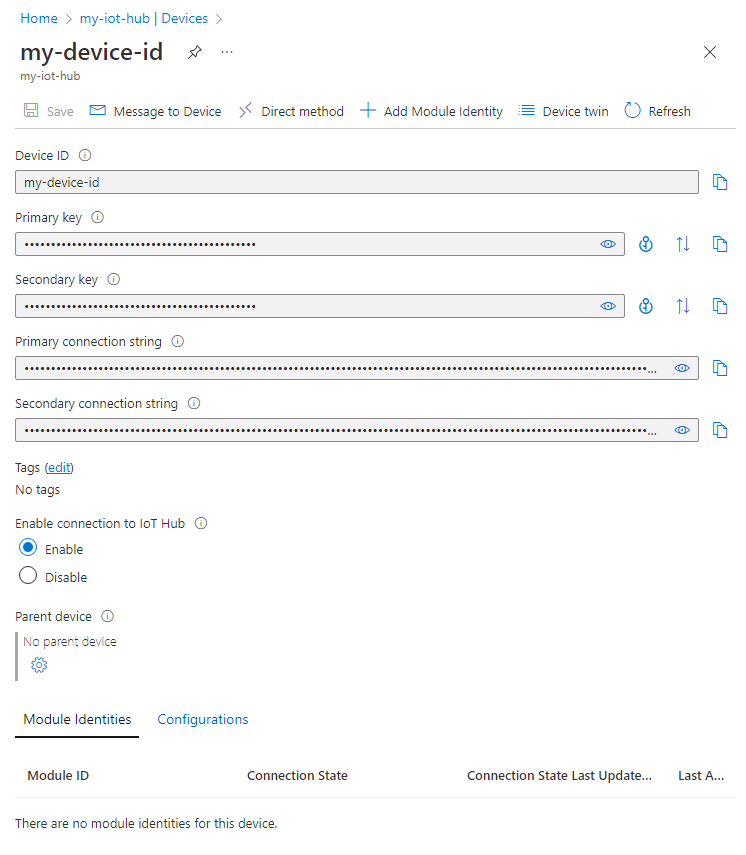 Home > my-iot-hub | Devices >
my-device-id ...
my-iot-hub
Save Message to Device Direct method Add Module Identity Device twin Refresh
Device ID
my-device-id
Primary key
Secondary key
Primary connection string
...
Secondary connection string
...
Tags (edit)
No tags
Enable connection to IoT Hub
Enable
Disable
Parent device
No parent device
Module Identities Configurations
Module ID Connection State Connection State Last Update... Last A...
There are no module identities for this device.